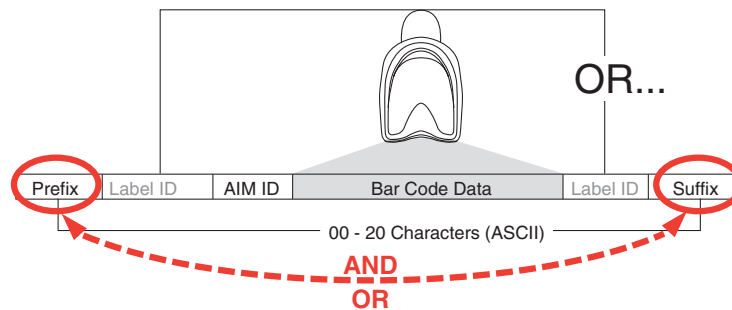 OR...
Prefix Label ID AIM ID Bar Code Data Label ID Suffix
00 - 20 Characters (ASCII)
AND
OR